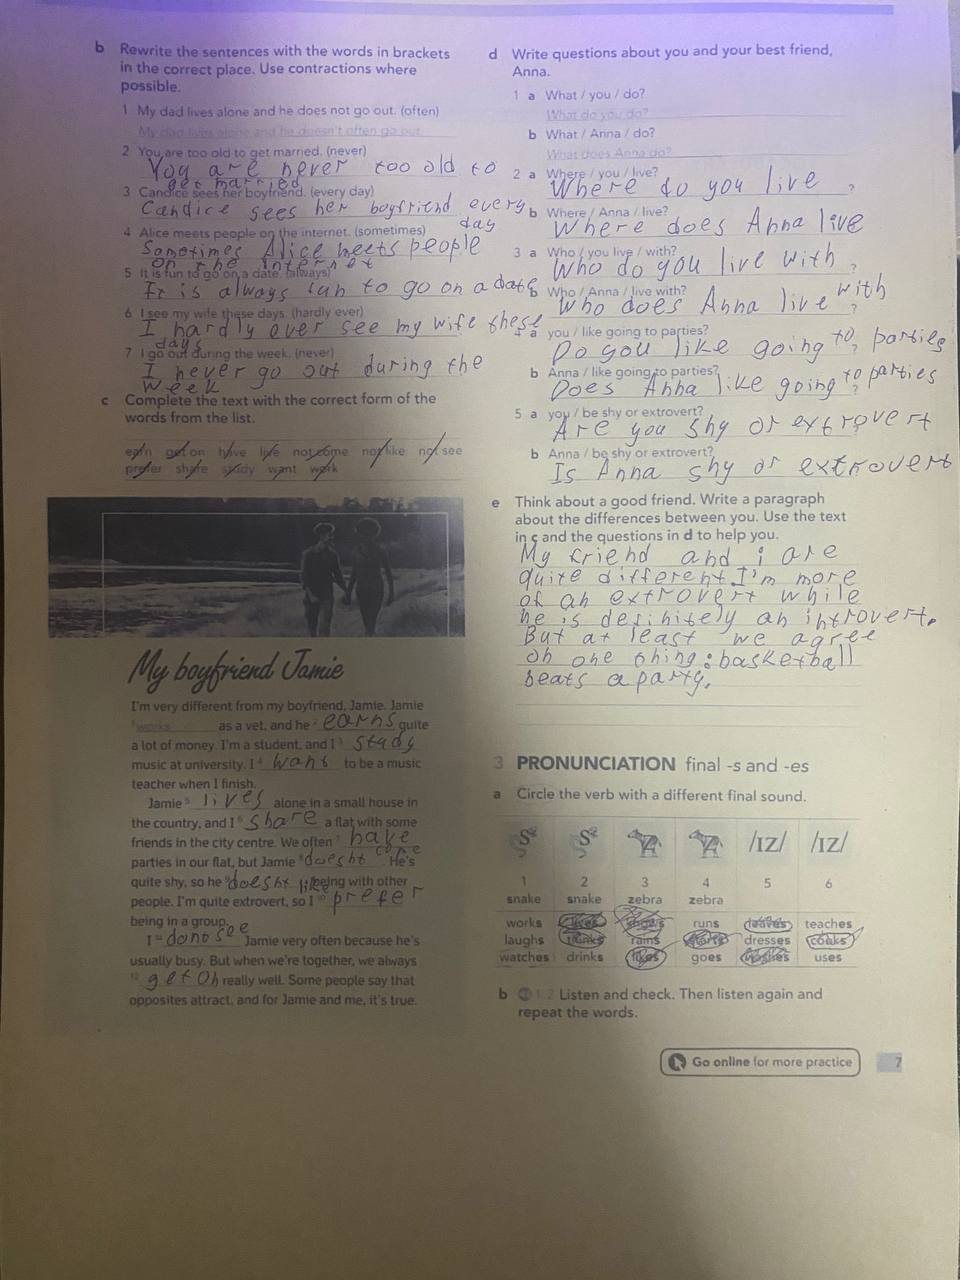 b Rewrite the sentences with the words in brackets
in the correct place. Use contractions where
possible.
1 My dad lives alone and he does not go out. (often)
My dad lives alone and he doesn't often go out.
2 You are too old to get married. (never)
You are never too old to
get married
3 Candice sees her boyfriend. (every day)
Candice sees her boyfriend every
day
4 Alice meets people on the internet. (sometimes)
Sometimes Alice meets people
on the internet
5 It is fun to go on a date. (always)
It is always fun to go on a date
6 I see my wife these days. (hardly ever)
I hardly ever see my wife these
days
7 I go out during the week. (never)
I never go out during the
week
c Complete the text with the correct form of the
words from the list.
earn get on have live not come not like not see
prefer share study want work
My boyfriend Jamie
I'm very different from my boyfriend, Jamie. Jamie
1 works as a vet, and he 2 earns quite
a lot of money. I'm a student, and I 3 study
music at university. I 4 want to be a music
teacher when I finish.
Jamie 5 lives alone in a small house in
the country, and I 6 share a flat with some
friends in the city centre. We often 7 have
parties in our flat, but Jamie 8 doesnt come. He's
quite shy, so he 9 doesnt like being with other
people. I'm quite extrovert, so I 10 prefer
being in a group.
I 11 dono see Jamie very often because he's
usually busy. But when we're together, we always
12 get on really well. Some people say that
opposites attract, and for Jamie and me, it's true.
d Write questions about you and your best friend,
Anna.
1 a What / you / do?
What do you do?
b What / Anna / do?
What does Anna do?
2 a Where / you / live?
Where do you live ?
b Where / Anna / live?
Where does Anna live
3 a Who / you live / with?
Who do you live with ?
b Who / Anna / live with?
Who does Anna live with ?
4 a you / like going to parties?
Do you like going to parties
b Anna / like going to parties?
Does Anna like going to parties
5 a you / be shy or extrovert?
Are you shy or extrovert
b Anna / be shy or extrovert?
Is Anna shy or extrovert
e Think about a good friend. Write a paragraph
about the differences between you. Use the text
in c and the questions in d to help you.
My friend and i are
quite different. I'm more
of an extrovert while
he is definitely an introvert.
But at least we agree
on one thing: basketball
beats a party.
3 PRONUNCIATION final -s and -es
a Circle the verb with a different final sound.
/ɪz/ /ɪz/
1 2 3 4 5 6
snake snake zebra zebra
works lives shows runs leaves teaches
laughs thinks rains starts dresses cooks
watches drinks likes goes washes uses
b 1.2 Listen and check. Then listen again and
repeat the words.
Go online for more practice
7